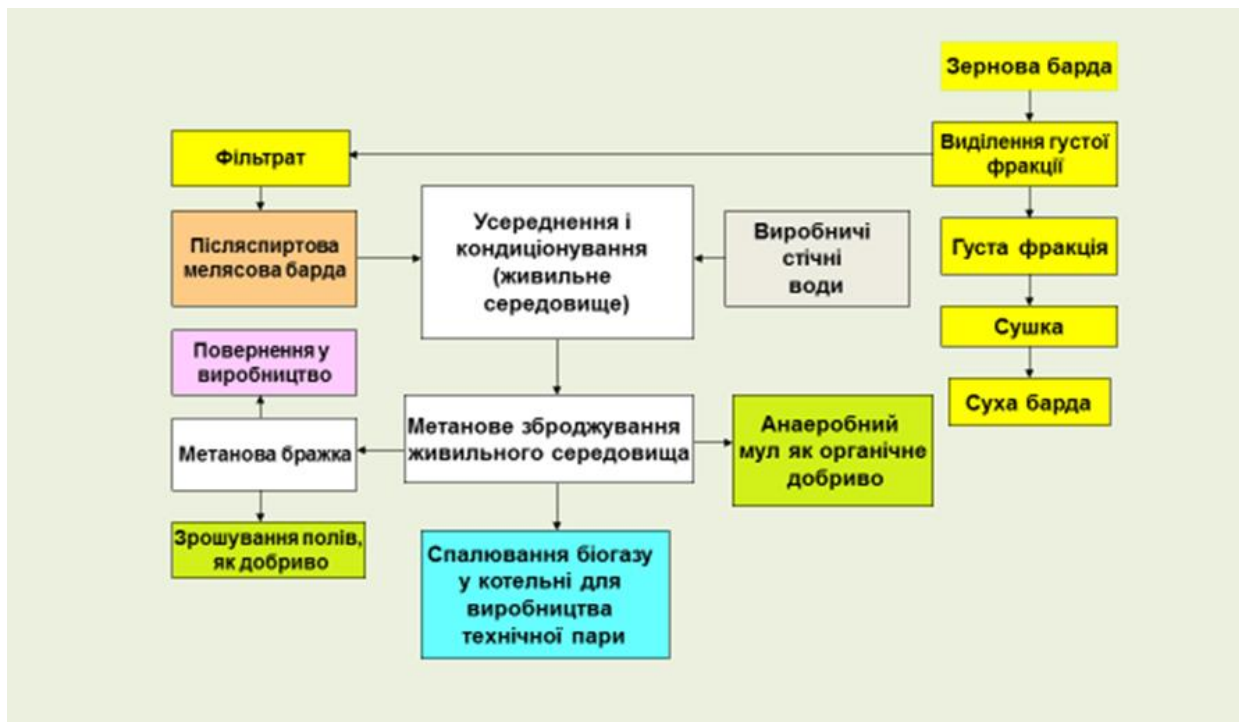 Зернова барда
Виділення густої
фракції
Фільтрат
Усереднення і
кондиціонування
(живильне
середовище)
Післяспиртова
мелясова барда
Виробничі
стічні
води
Густа фракція
Сушка
Суха барда
Повернення у
виробництво
Метанове зброджування
живильного середовища
Анаеробний
мул як органічне
добриво
Метанова бражка
Зрошування полів,
як добриво
Спалювання біогазу
у котельні для
виробництва
технічної пари